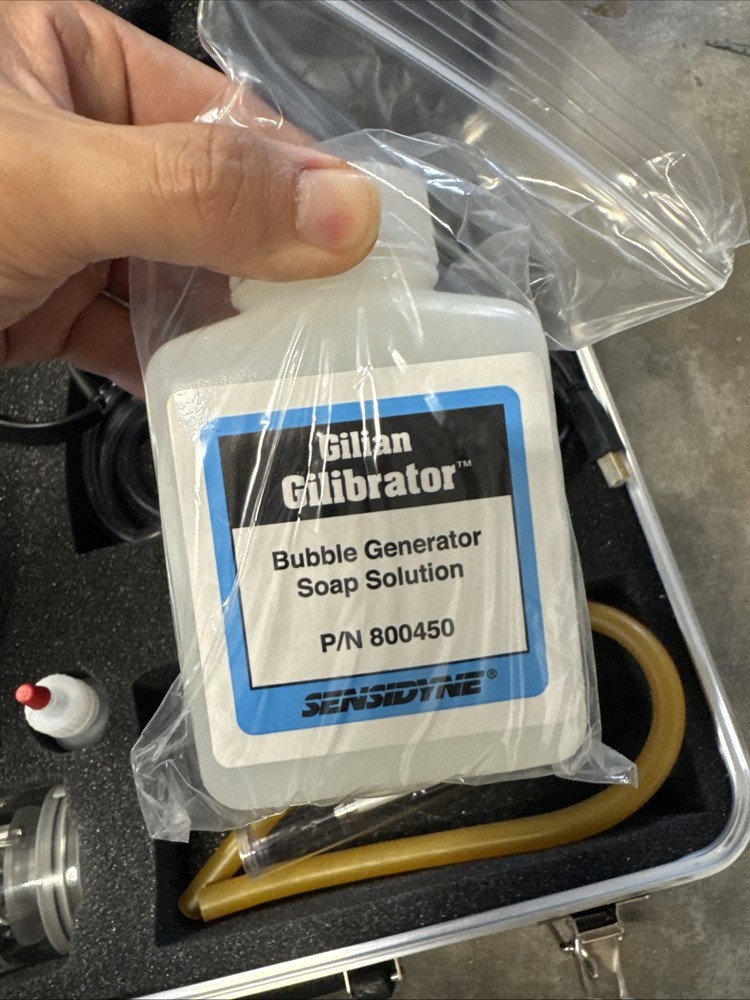 Gilian
Gilibrator™
Bubble Generator
Soap Solution
P/N 800450
SENSIDYNE®